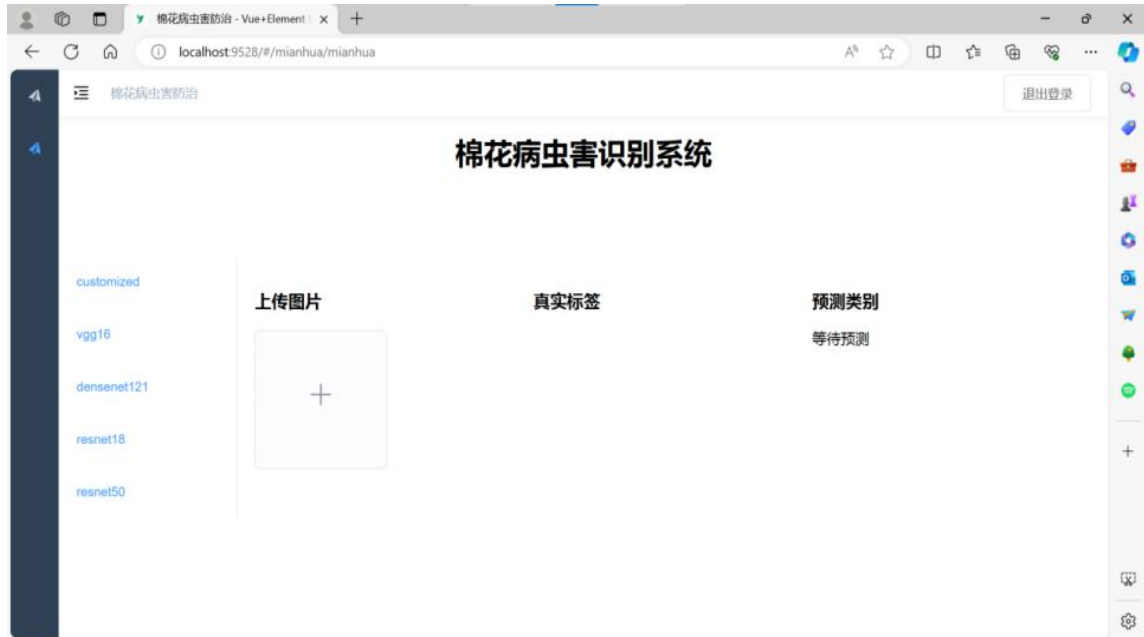 棉花病虫害防治 - Vue+Element
localhost:9528/#/mianhua/mianhua
棉花病虫害防治
退出登录
棉花病虫害识别系统
customized
vgg16
densenet121
resnet18
resnet50
上传图片
真实标签
预测类别
等待预测